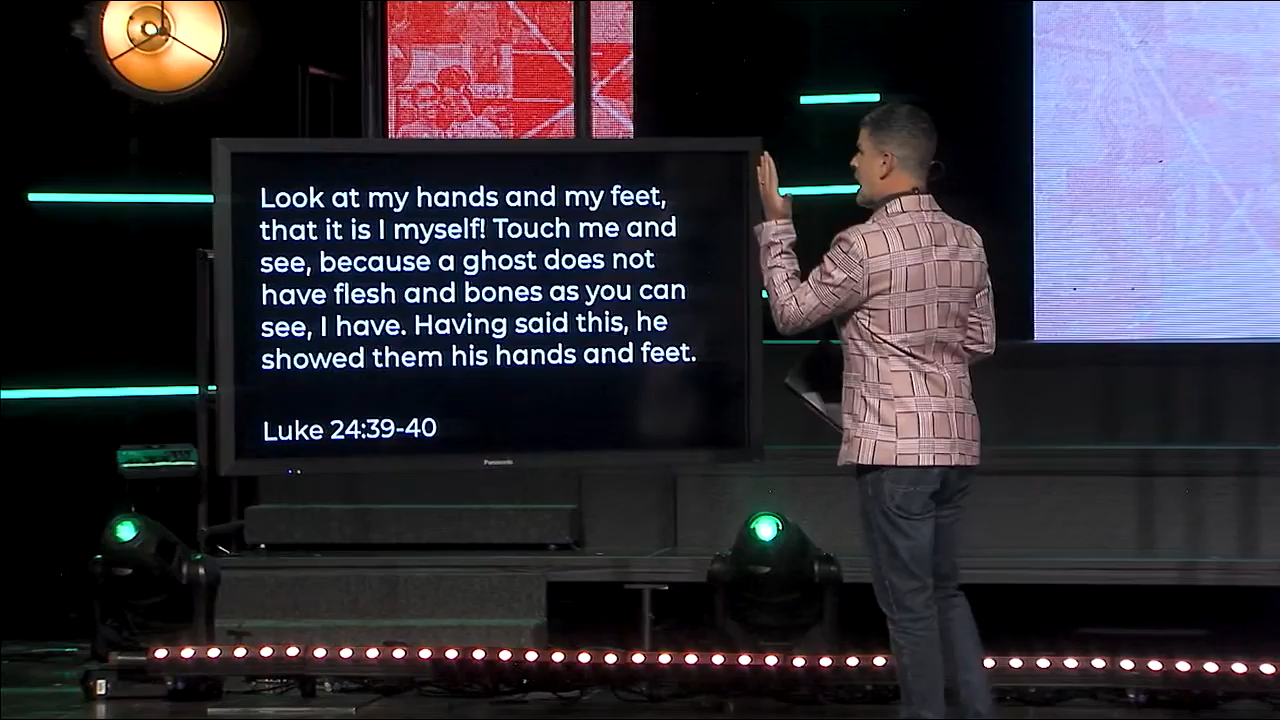 Look at my hands and my feet,
that it is I myself! Touch me and
see, because a ghost does not
have flesh and bones as you can
see, I have. Having said this, he
showed them his hands and feet.
Luke 24:39-40
Panasonic